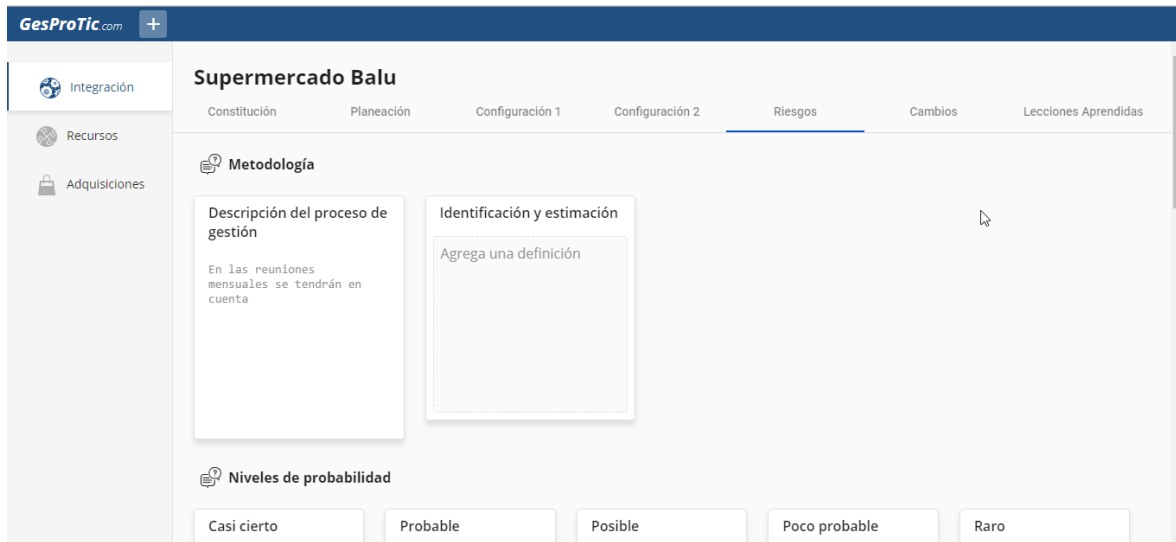 GesProTic.com +
Integración
Recursos
Adquisiciones
Supermercado Balu
Constitución Planeación Configuración 1 Configuración 2 Riesgos Cambios Lecciones Aprendidas
Metodología
Descripción del proceso de
gestión
En las reuniones
mensuales se tendrán en
cuenta
Identificación y estimación
Agrega una definición
Niveles de probabilidad
Casi cierto Probable Posible Poco probable Raro